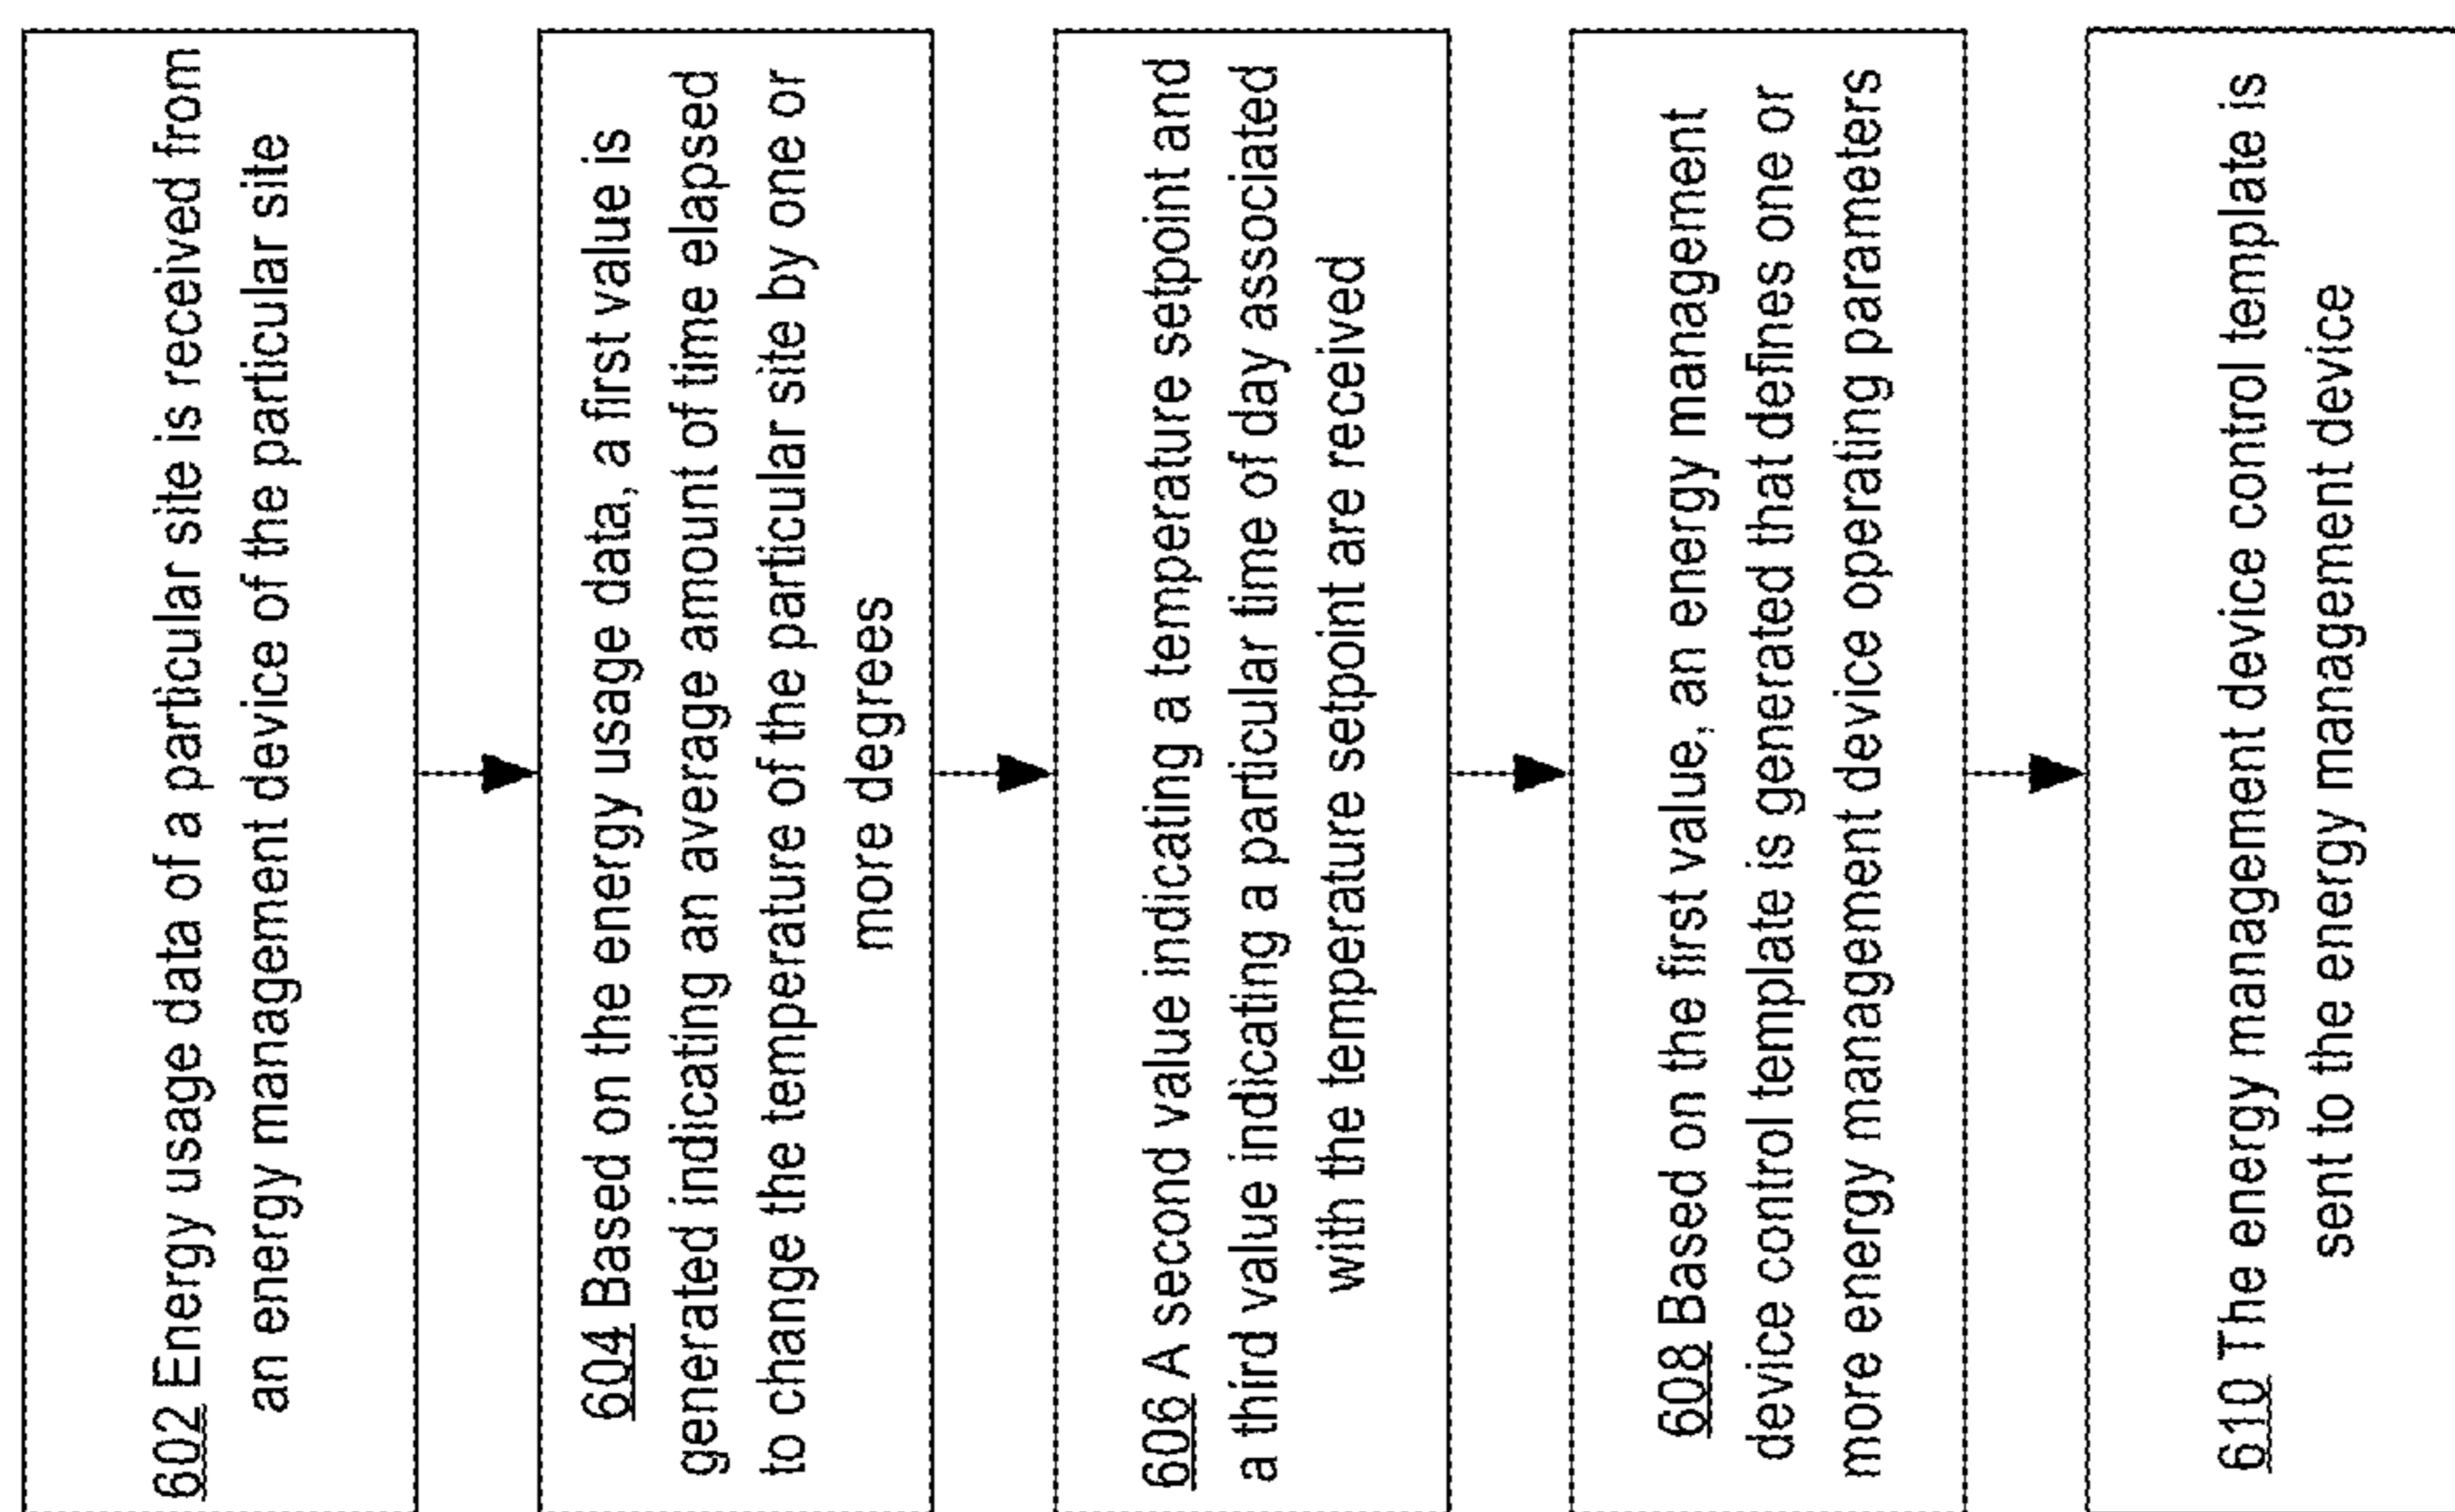 602 Energy usage data of a particular site is received from
an energy management device of the particular site
604 Based on the energy usage data, a first value is
generated indicating an average amount of time elapsed
to change the temperature of the particular site by one or
more degrees
606 A second value indicating a temperature setpoint and
a third value indicating a particular time of day associated
with the temperature setpoint are received
608 Based on the first value, an energy management
device control template is generated that defines one or
more energy management device operating parameters
610 The energy management device control template is
sent to the energy management device